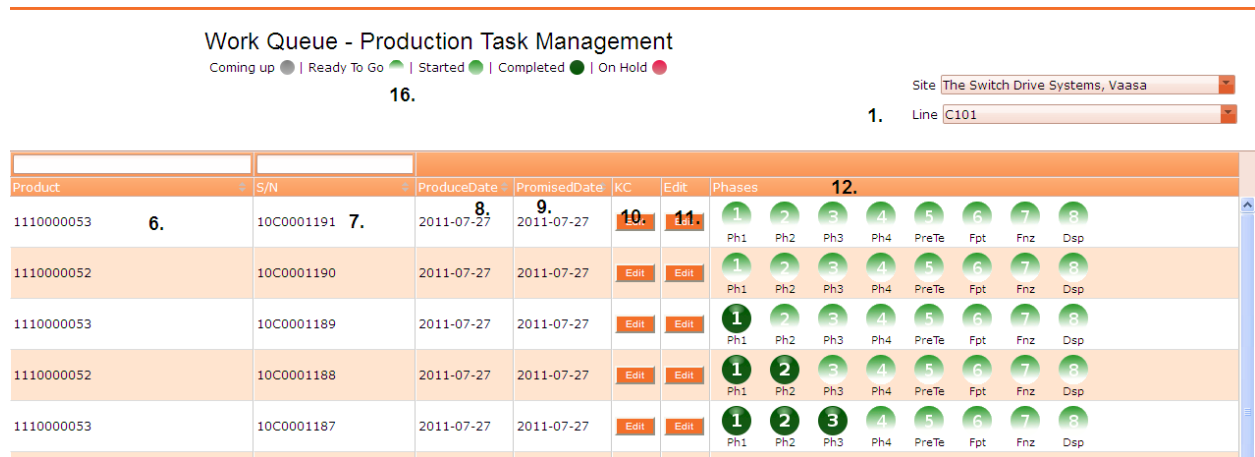 Work Queue - Production Task Management
Coming up | Ready To Go | Started | Completed | On Hold
16.
Site The Switch Drive Systems, Vaasa
1. Line C101
Product S/N ProduceDate PromisedDate KC Edit Phases 12.
1110000053 6. 10C0001191 7. 2011-07-27 8. 2011-07-27 9. 10. 11. 1 2 3 4 5 6 7 8
Ph1 Ph2 Ph3 Ph4 PreTe Fpt Fnz Dsp
1110000052 10C0001190 2011-07-27 2011-07-27 Edit Edit 1 2 3 4 5 6 7 8
Ph1 Ph2 Ph3 Ph4 PreTe Fpt Fnz Dsp
1110000053 10C0001189 2011-07-27 2011-07-27 Edit Edit 1 2 3 4 5 6 7 8
Ph1 Ph2 Ph3 Ph4 PreTe Fpt Fnz Dsp
1110000052 10C0001188 2011-07-27 2011-07-27 Edit Edit 1 2 3 4 5 6 7 8
Ph1 Ph2 Ph3 Ph4 PreTe Fpt Fnz Dsp
1110000053 10C0001187 2011-07-27 2011-07-27 Edit Edit 1 2 3 4 5 6 7 8
Ph1 Ph2 Ph3 Ph4 PreTe Fpt Fnz Dsp